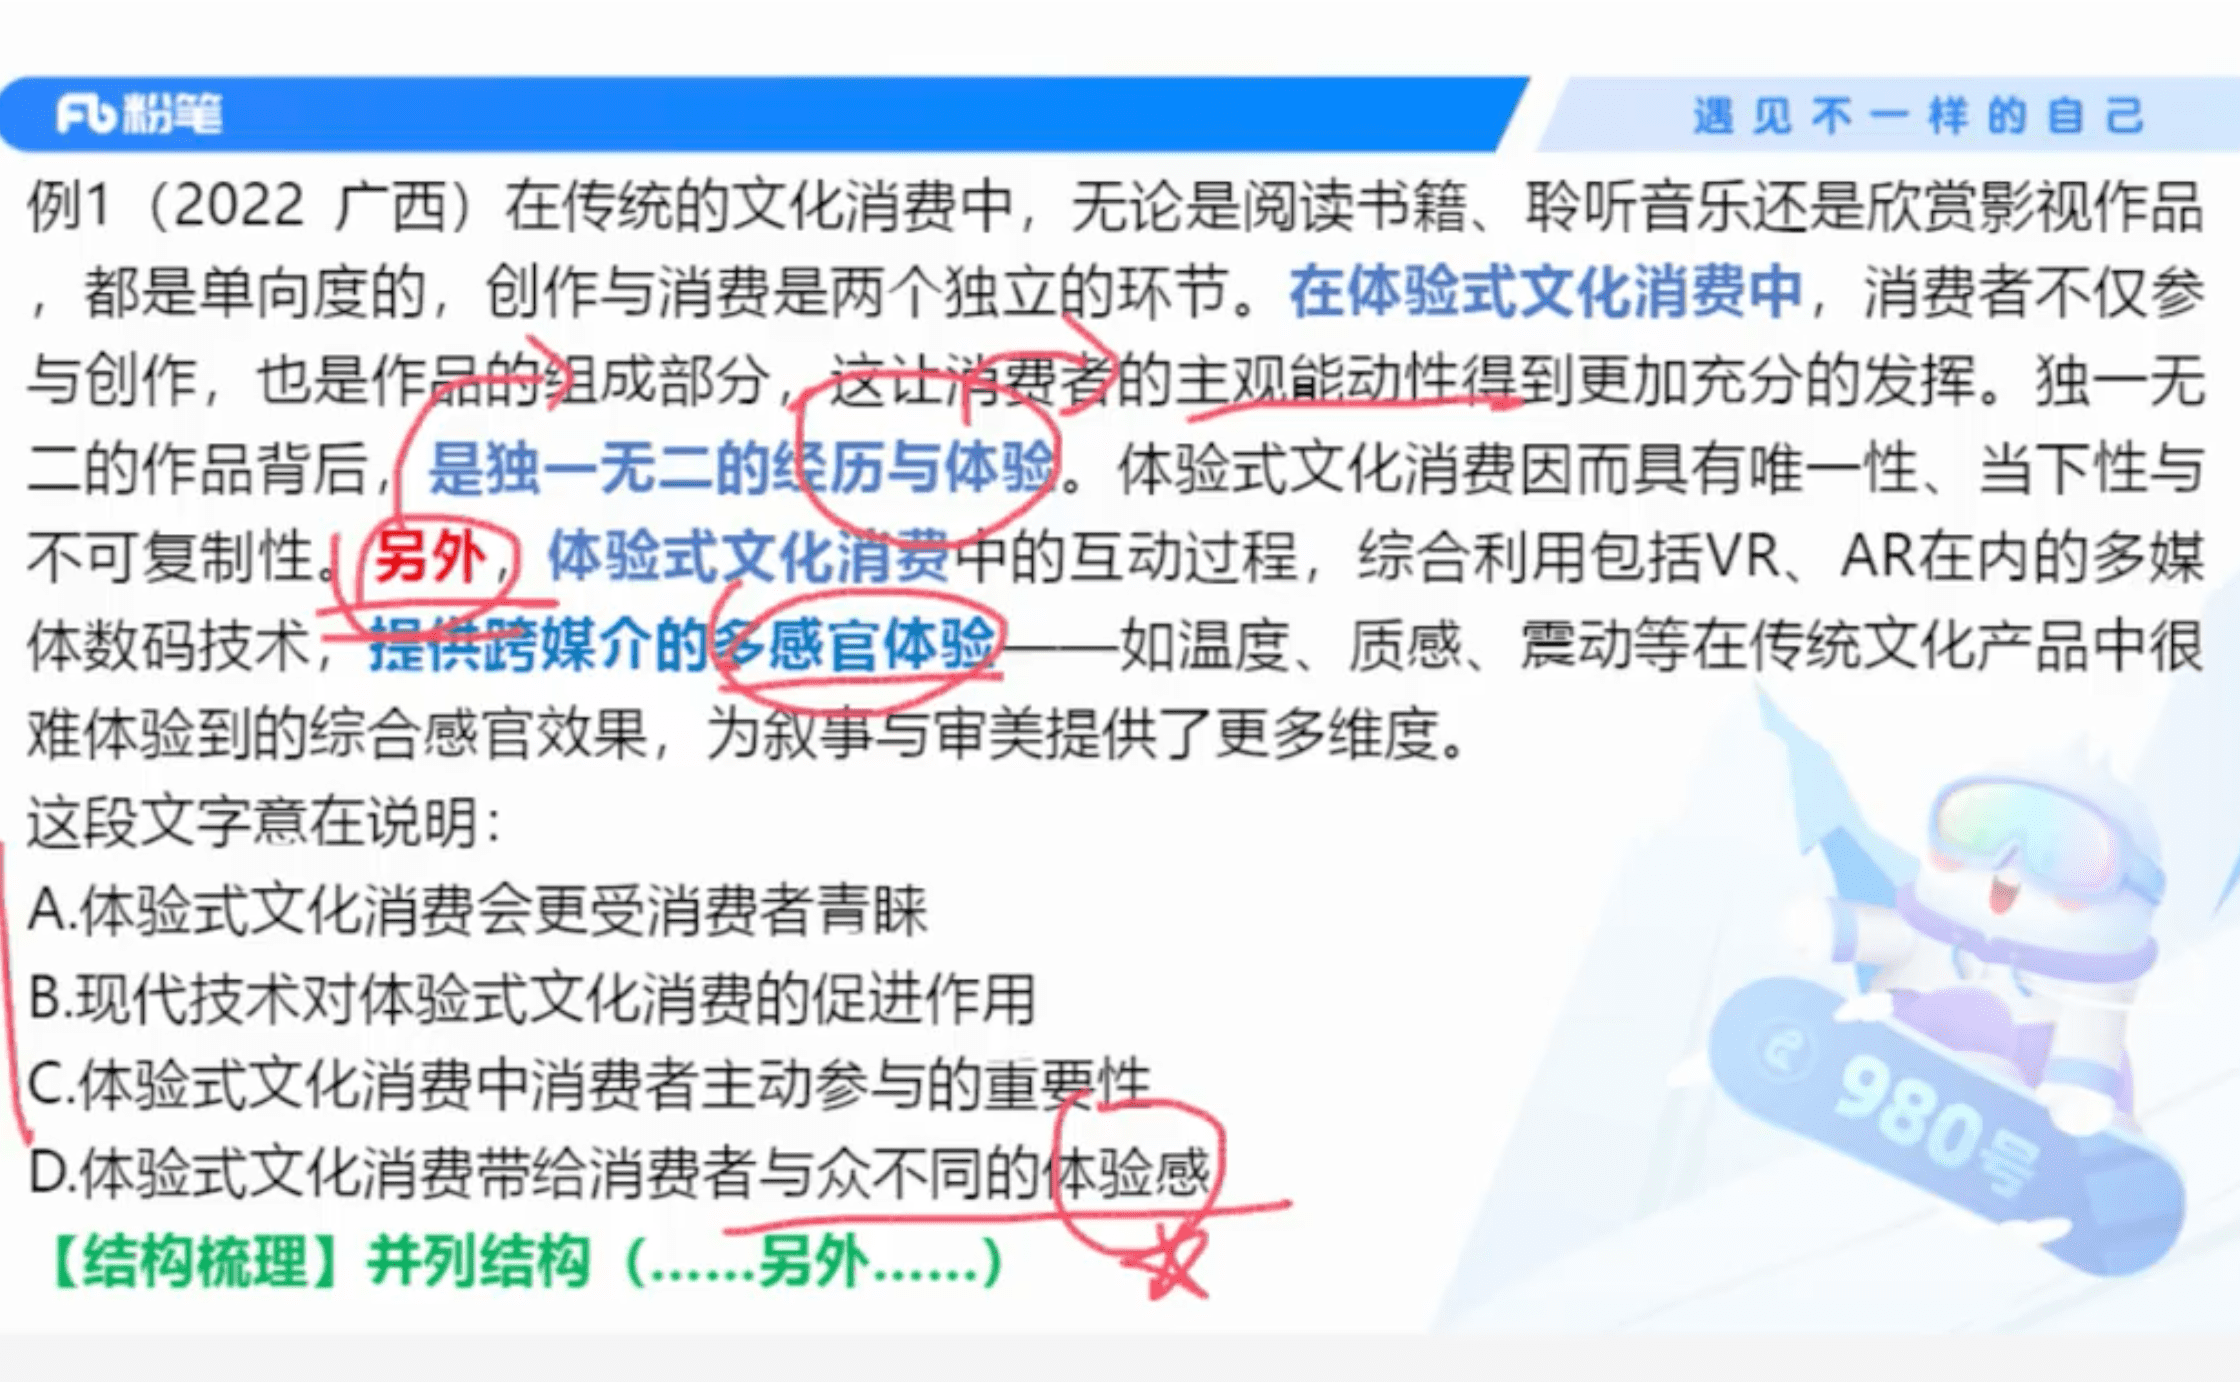 粉笔
遇见不一样的自己
例1（2022 广西）在传统的文化消费中，无论是阅读书籍、聆听音乐还是欣赏影视作品
，都是单向度的，创作与消费是两个独立的环节。在体验式文化消费中，消费者不仅参
与创作，也是作品的组成部分，这让消费者的主观能动性得到更加充分的发挥。独一无
二的作品背后，是独一无二的经历与体验。体验式文化消费因而具有唯一性、当下性与
不可复制性。另外，体验式文化消费中的互动过程，综合利用包括VR、AR在内的多媒
体数码技术，提供跨媒介的多感官体验——如温度、质感、震动等在传统文化产品中很
难体验到的综合感官效果，为叙事与审美提供了更多维度。
这段文字意在说明：
A.体验式文化消费会更受消费者青睐
B.现代技术对体验式文化消费的促进作用
C.体验式文化消费中消费者主动参与的重要性
D.体验式文化消费带给消费者与众不同的体验感
【结构梳理】并列结构（……另外……）
980号